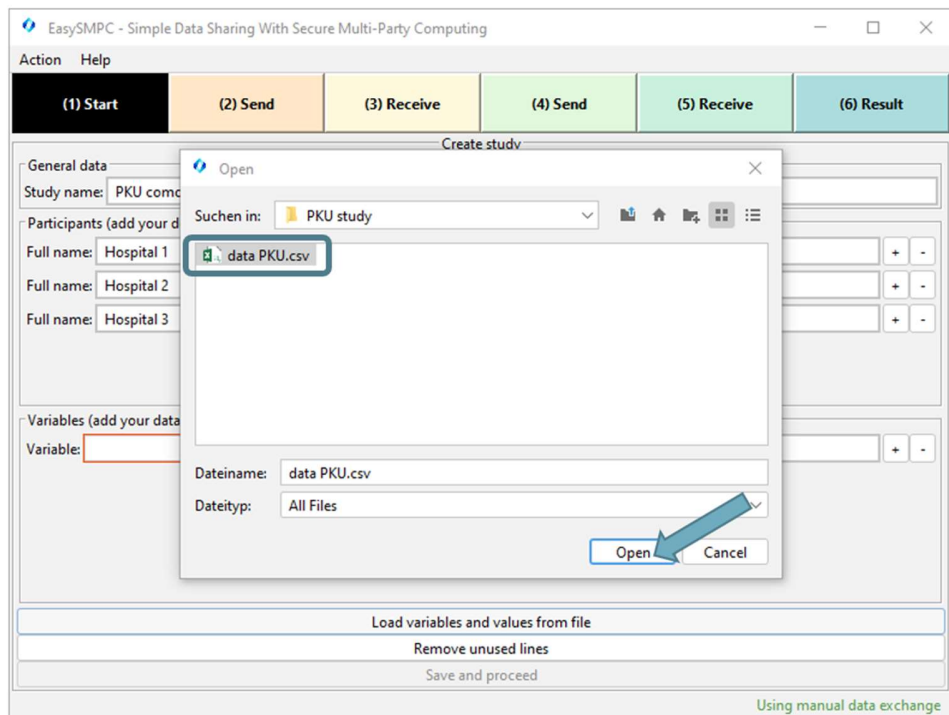 EasySMPC - Simple Data Sharing With Secure Multi-Party Computing
Action Help
(1) Start (2) Send (3) Receive (4) Send (5) Receive (6) Result
Create study
General data
Study name: PKU como
Participants (add your d
Full name: Hospital 1 + -
Full name: Hospital 2 + -
Full name: Hospital 3 + -
Variables (add your data
Variable: + -
Open
Suchen in: PKU study
data PKU.csv
Dateiname: data PKU.csv
Dateityp: All Files
Open Cancel
Load variables and values from file
Remove unused lines
Save and proceed
Using manual data exchange